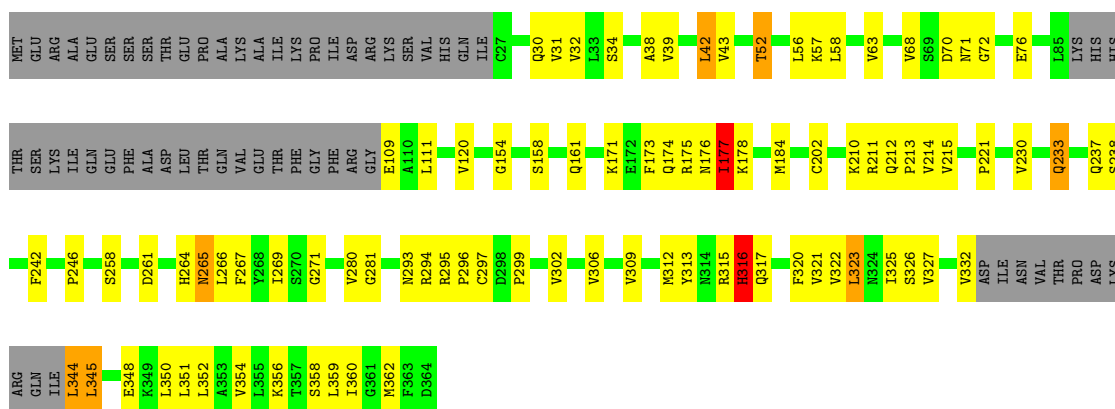 MET GLU ARG ALA GLU SER SER SER THR GLU PRO ALA LYS ALA ILE LYS PRO ILE ASP ARG LYS SER VAL HIS GLN ILE C27 Q30 V31 V32 L33 S34 A38 V39 L42 V43 T52 L56 K57 L58 V63 V68 S69 D70 N71 G72 E76 L85 LYS HIS HIS
THR SER LYS ILE GLN GLU PHE ALA ASP LEU THR GLN VAL GLU THR PHE GLY PHE ARG GLY E109 A110 L111 V120 G154 S158 Q161 K171 E172 F173 Q174 R175 N176 I177 K178 M184 C202 K210 R211 Q212 P213 V214 V215 P221 V230 Q233 Q237 S238
F242 P246 S258 D261 H264 N265 L266 F267 Y268 I269 S270 G271 V280 G281 N293 R294 R295 P296 C297 D298 P299 V302 V306 V309 M312 Y313 N314 R315 H316 Q317 F320 V321 V322 L323 N324 I325 S326 V327 V332 ASP ILE ASN VAL THR PRO ASP LYS
ARG GLN ILE L344 L345 E348 K349 L350 L351 L352 A353 V354 L355 K356 T357 S358 L359 I360 G361 M362 F363 D364